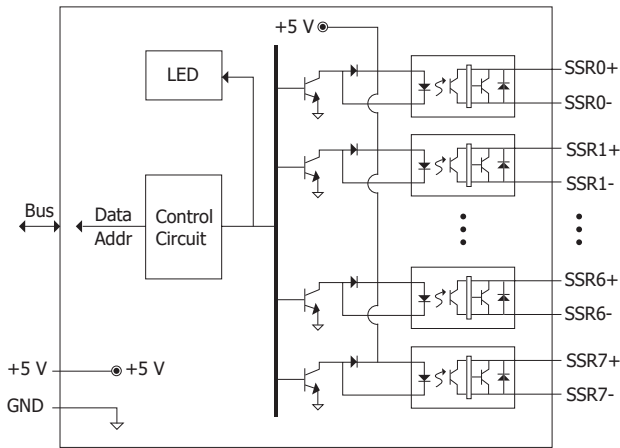 +5 V
LED
SSR0+
SSR0-
SSR1+
SSR1-
Bus
Data
Addr
Control
Circuit
SSR6+
SSR6-
+5 V
+5 V
GND
SSR7+
SSR7-